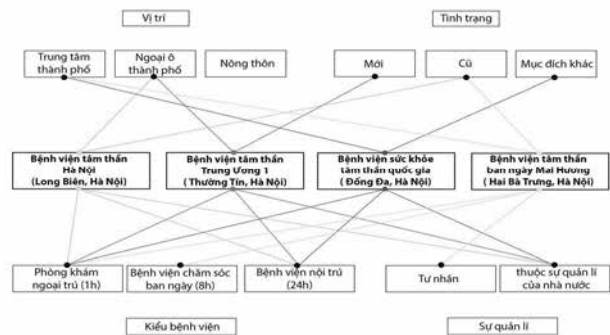 Vị trí
Tình trạng
Trung tâm
thành phố
Ngoại ô
thành phố
Nông thôn
Mới
Cũ
Mục đích khác
Bệnh viện tâm thần
Hà Nội
(Long Biên, Hà Nội)
Bệnh viện tâm thần
Trung Ương 1
( Thường Tín, Hà Nội)
Bệnh viện sức khỏe
tâm thần quốc gia
( Đống Đa, Hà Nội)
Bệnh viện tâm thần
ban ngày Mai Hương
( Hai Bà Trưng, Hà Nội)
Phòng khám
ngoại trú (1h)
Bệnh viện chăm sóc
ban ngày (8h)
Bệnh viện nội trú
(24h)
Tư nhân
thuộc sự quản lí
của nhà nước
Kiểu bệnh viện
Sự quản lí